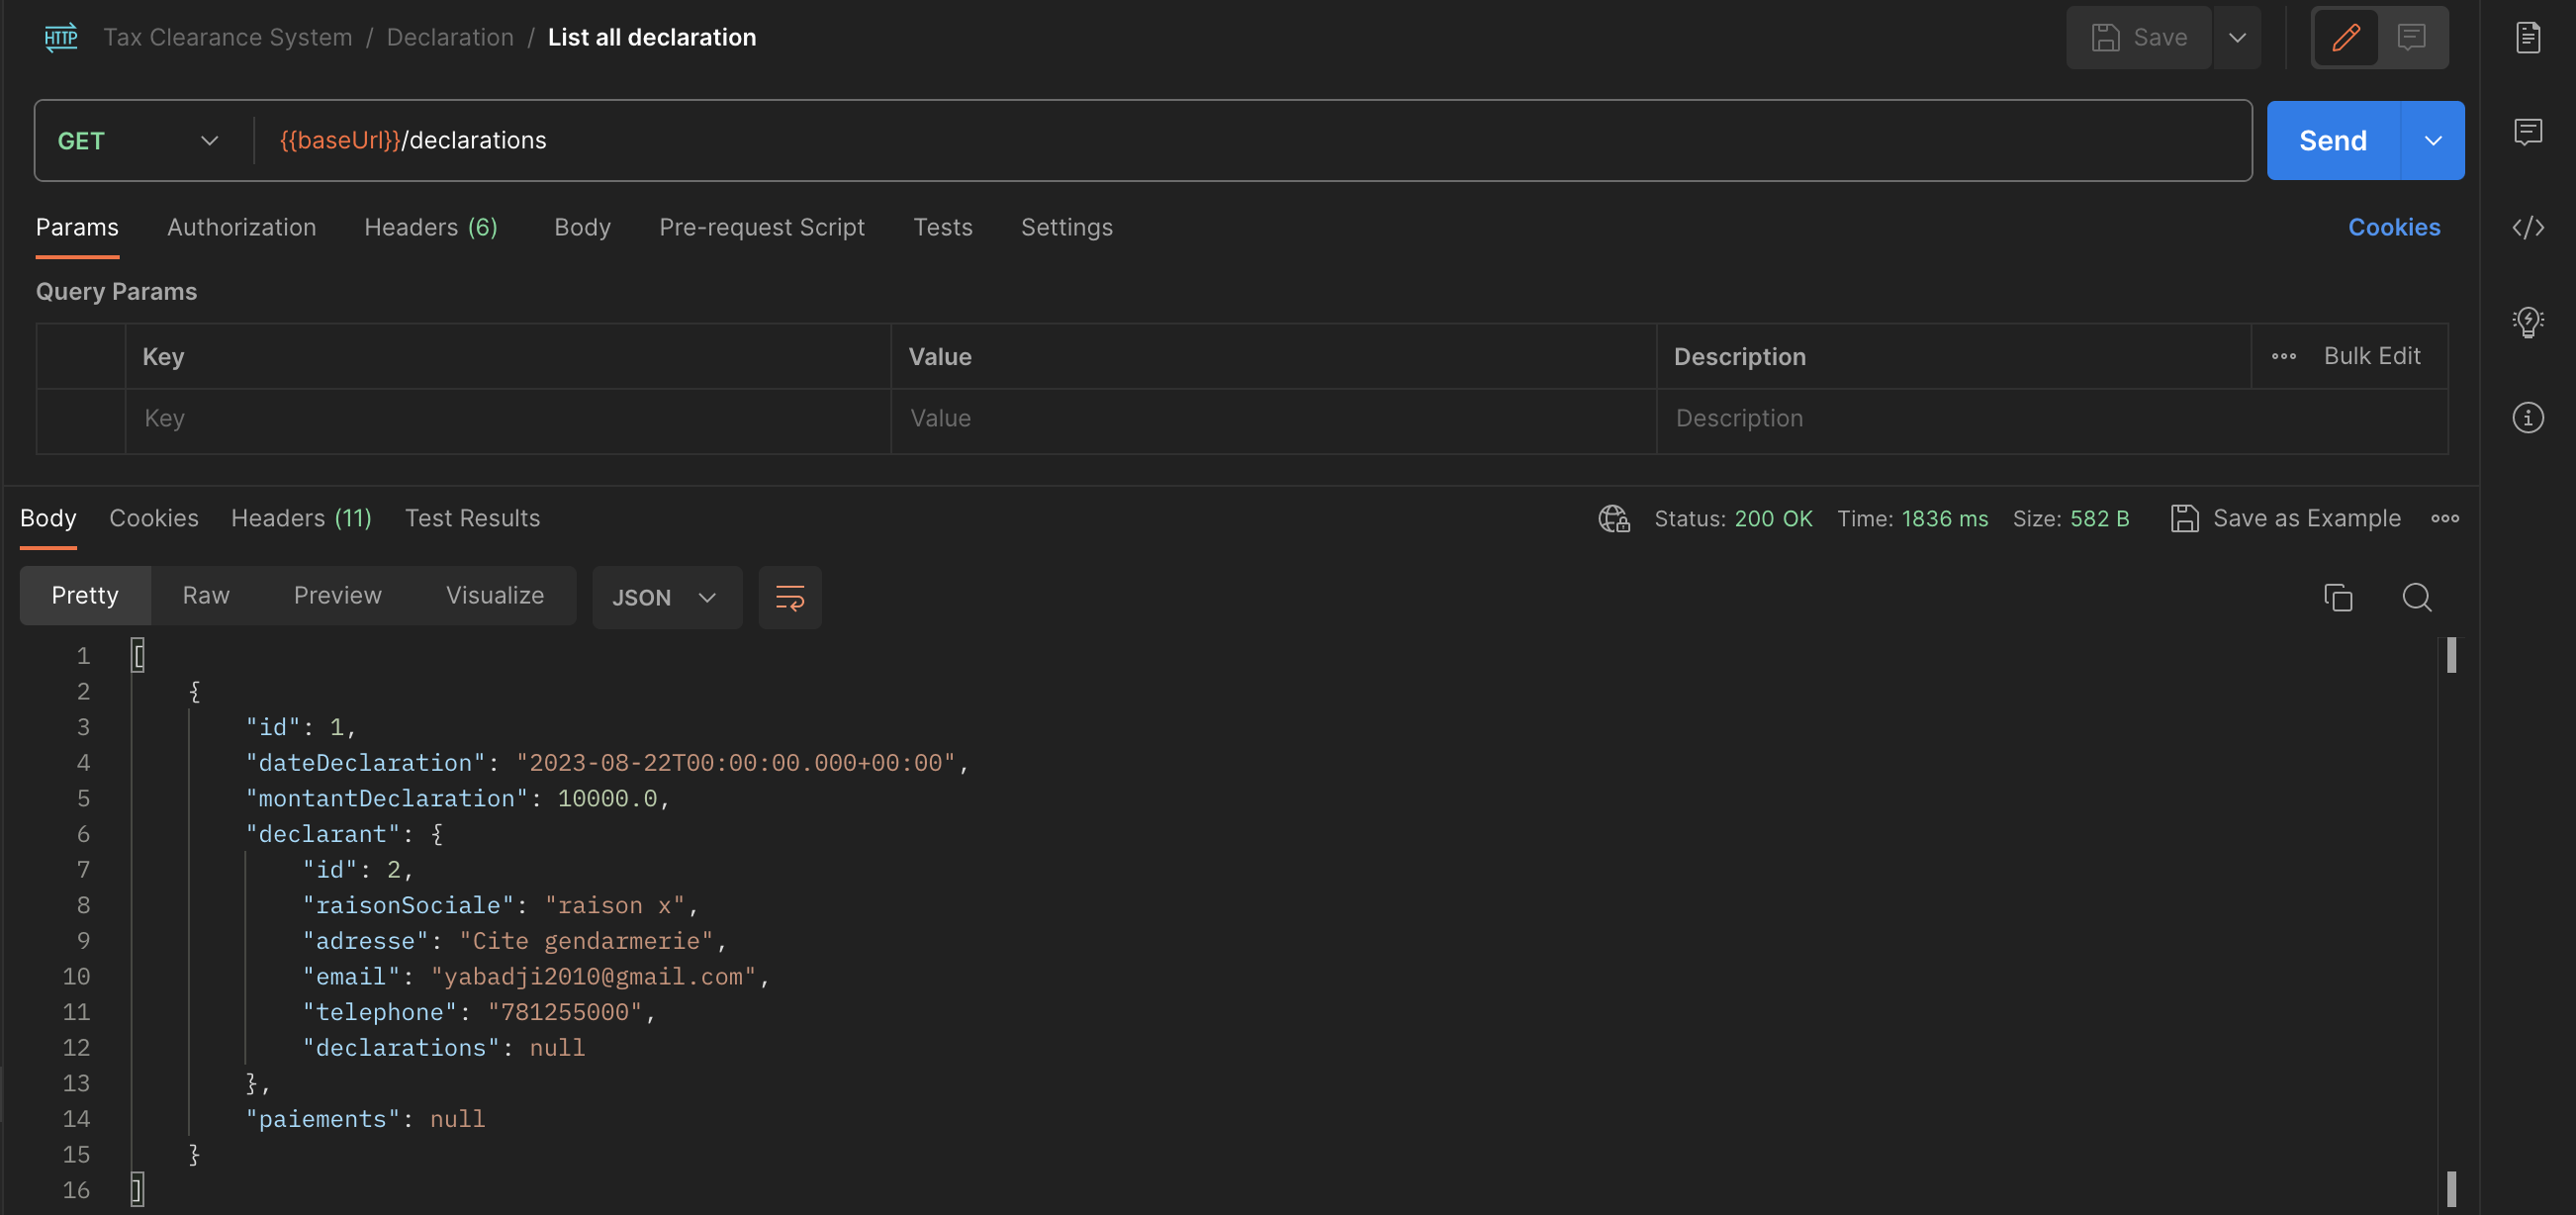 HTTP Tax Clearance System / Declaration / List all declaration Save
GET {{baseUrl}}/declarations Send
Params Authorization Headers (6) Body Pre-request Script Tests Settings Cookies
Query Params
Key Value Description Bulk Edit
Key Value Description
Body Cookies Headers (11) Test Results Status: 200 OK Time: 1836 ms Size: 582 B Save as Example
Pretty Raw Preview Visualize JSON
1 [
2 {
3 "id": 1,
4 "dateDeclaration": "2023-08-22T00:00:00.000+00:00",
5 "montantDeclaration": 10000.0,
6 "declarant": {
7 "id": 2,
8 "raisonSociale": "raison x",
9 "adresse": "Cite gendarmerie",
10 "email": "yabadji2010@gmail.com",
11 "telephone": "781255000",
12 "declarations": null
13 },
14 "paiements": null
15 }
16 ]